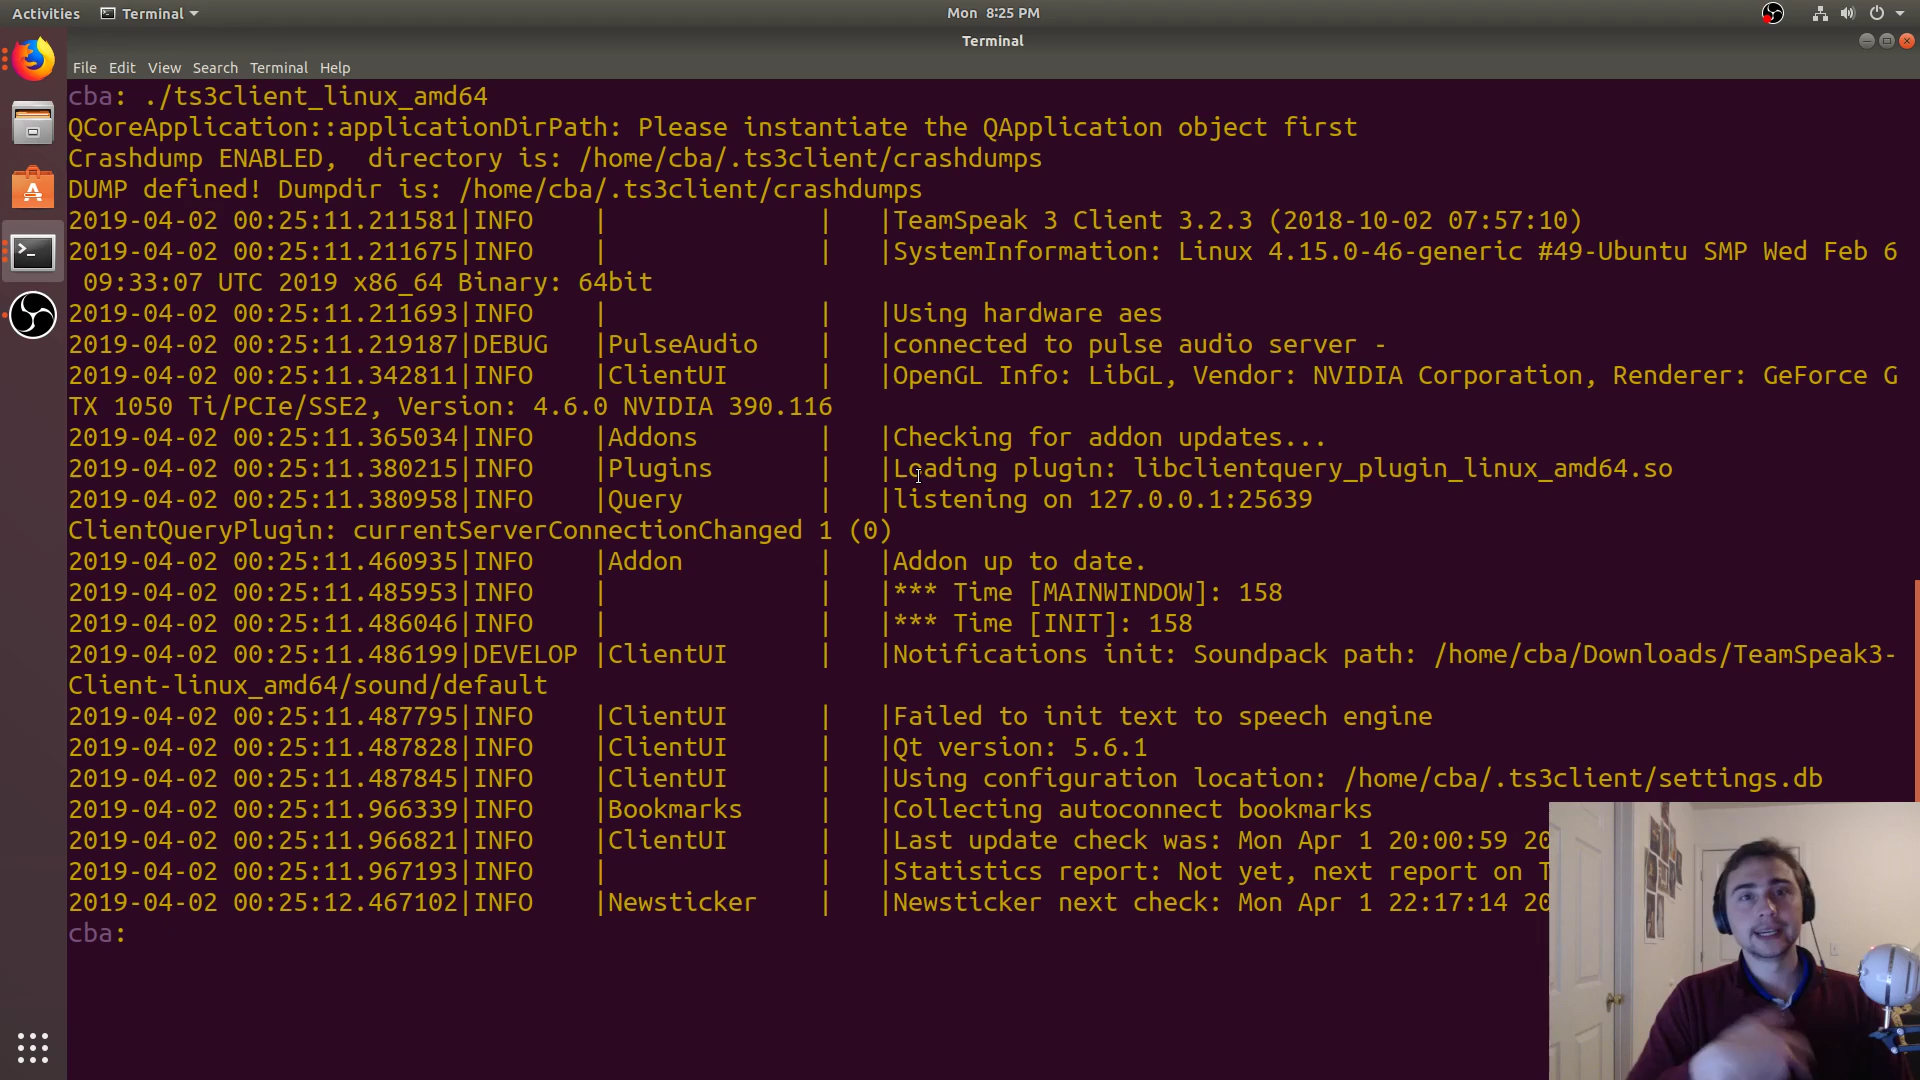 Activities
Terminal
Mon 8:25 PM
Terminal
File Edit View Search Terminal Help
cba: ./ts3client_linux_amd64
QCoreApplication::applicationDirPath: Please instantiate the QApplication object first
Crashdump ENABLED,  directory is: /home/cba/.ts3client/crashdumps
DUMP defined! Dumpdir is: /home/cba/.ts3client/crashdumps
2019-04-02 00:25:11.211581|INFO    |              |   |TeamSpeak 3 Client 3.2.3 (2018-10-02 07:57:10)
2019-04-02 00:25:11.211675|INFO    |              |   |SystemInformation: Linux 4.15.0-46-generic #49-Ubuntu SMP Wed Feb 6
 09:33:07 UTC 2019 x86_64 Binary: 64bit
2019-04-02 00:25:11.211693|INFO    |              |   |Using hardware aes
2019-04-02 00:25:11.219187|DEBUG   |PulseAudio    |   |connected to pulse audio server -
2019-04-02 00:25:11.342811|INFO    |ClientUI      |   |OpenGL Info: LibGL, Vendor: NVIDIA Corporation, Renderer: GeForce G
TX 1050 Ti/PCIe/SSE2, Version: 4.6.0 NVIDIA 390.116
2019-04-02 00:25:11.365034|INFO    |Addons        |   |Checking for addon updates...
2019-04-02 00:25:11.380215|INFO    |Plugins       |   |Loading plugin: libclientquery_plugin_linux_amd64.so
2019-04-02 00:25:11.380958|INFO    |Query         |   |listening on 127.0.0.1:25639
ClientQueryPlugin: currentServerConnectionChanged 1 (0)
2019-04-02 00:25:11.460935|INFO    |Addon         |   |Addon up to date.
2019-04-02 00:25:11.485953|INFO    |              |   |*** Time [MAINWINDOW]: 158
2019-04-02 00:25:11.486046|INFO    |              |   |*** Time [INIT]: 158
2019-04-02 00:25:11.486199|DEVELOP |ClientUI      |   |Notifications init: Soundpack path: /home/cba/Downloads/TeamSpeak3-
Client-linux_amd64/sound/default
2019-04-02 00:25:11.487795|INFO    |ClientUI      |   |Failed to init text to speech engine
2019-04-02 00:25:11.487828|INFO    |ClientUI      |   |Qt version: 5.6.1
2019-04-02 00:25:11.487845|INFO    |ClientUI      |   |Using configuration location: /home/cba/.ts3client/settings.db
2019-04-02 00:25:11.966339|INFO    |Bookmarks     |   |Collecting autoconnect bookmarks
2019-04-02 00:25:11.966821|INFO    |ClientUI      |   |Last update check was: Mon Apr 1 20:00:59 20
2019-04-02 00:25:11.967193|INFO    |              |   |Statistics report: Not yet, next report on T
2019-04-02 00:25:12.467102|INFO    |Newsticker    |   |Newsticker next check: Mon Apr 1 22:17:14 20
cba: